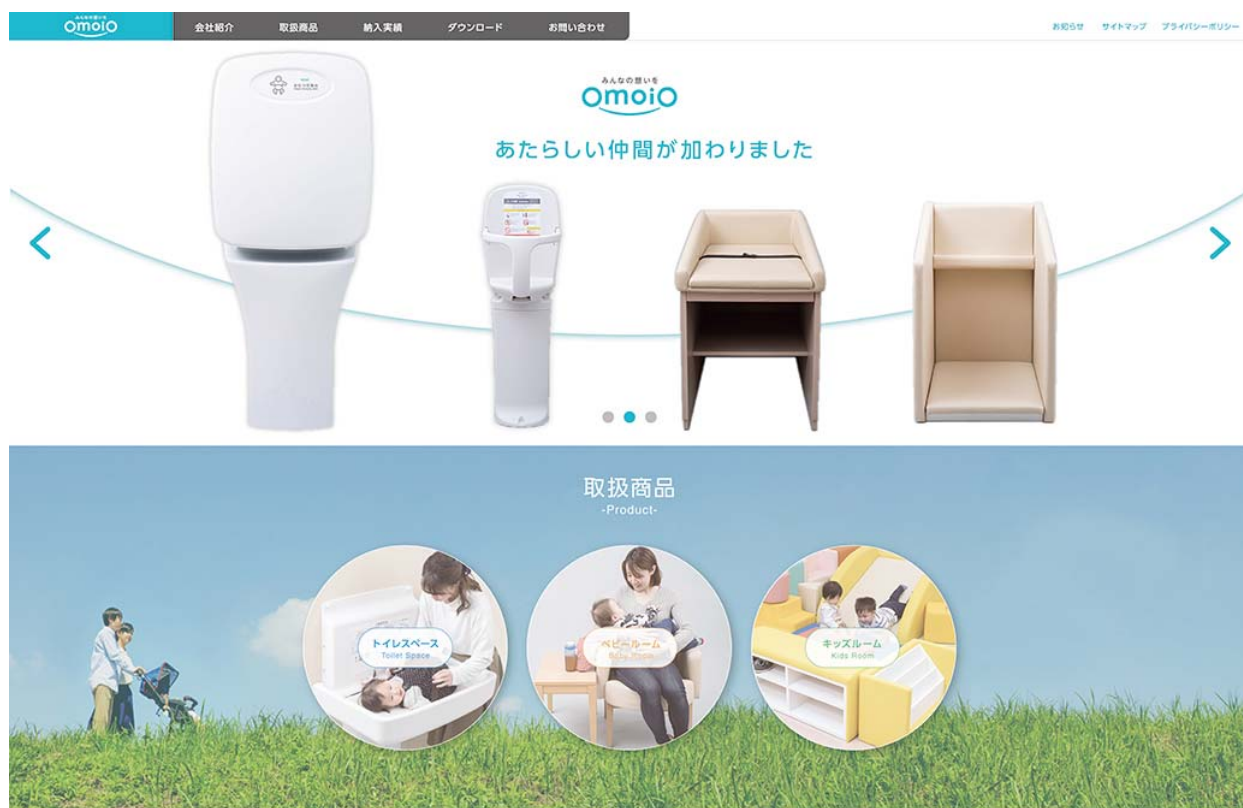 みんなの想いを
OmoiO
会社紹介
取扱商品
納入実績
ダウンロード
お問い合わせ
お知らせ
サイトマップ
プライバシーポリシー
みんなの想いを
OmoiO
あたらしい仲間が加わりました
取扱商品
-Product-
トイレスペース
Toilet Space
ベビールーム
Baby Room
キッズルーム
Kids Room